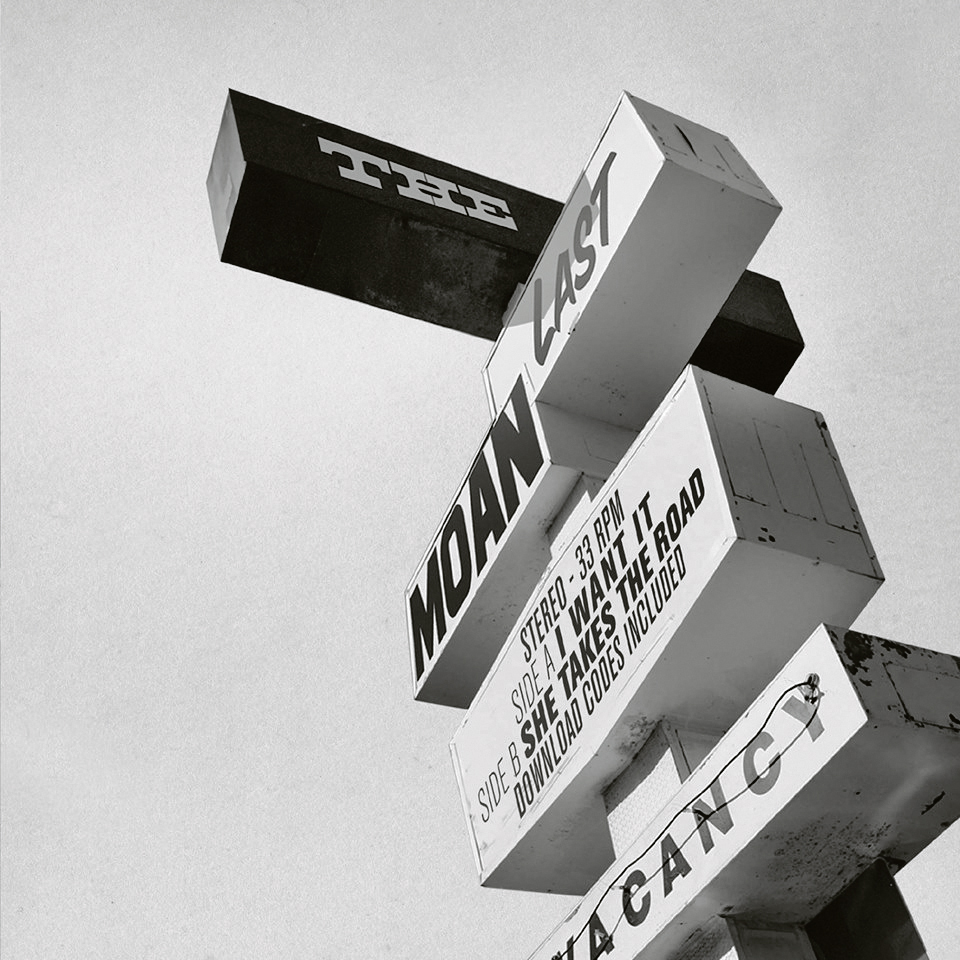 THE
LAST
MOAN
STEREO - 33 RPM
SIDE A I WANT IT
SIDE B SHE TAKES THE ROAD
DOWNLOAD CODES INCLUDED
VACANCY